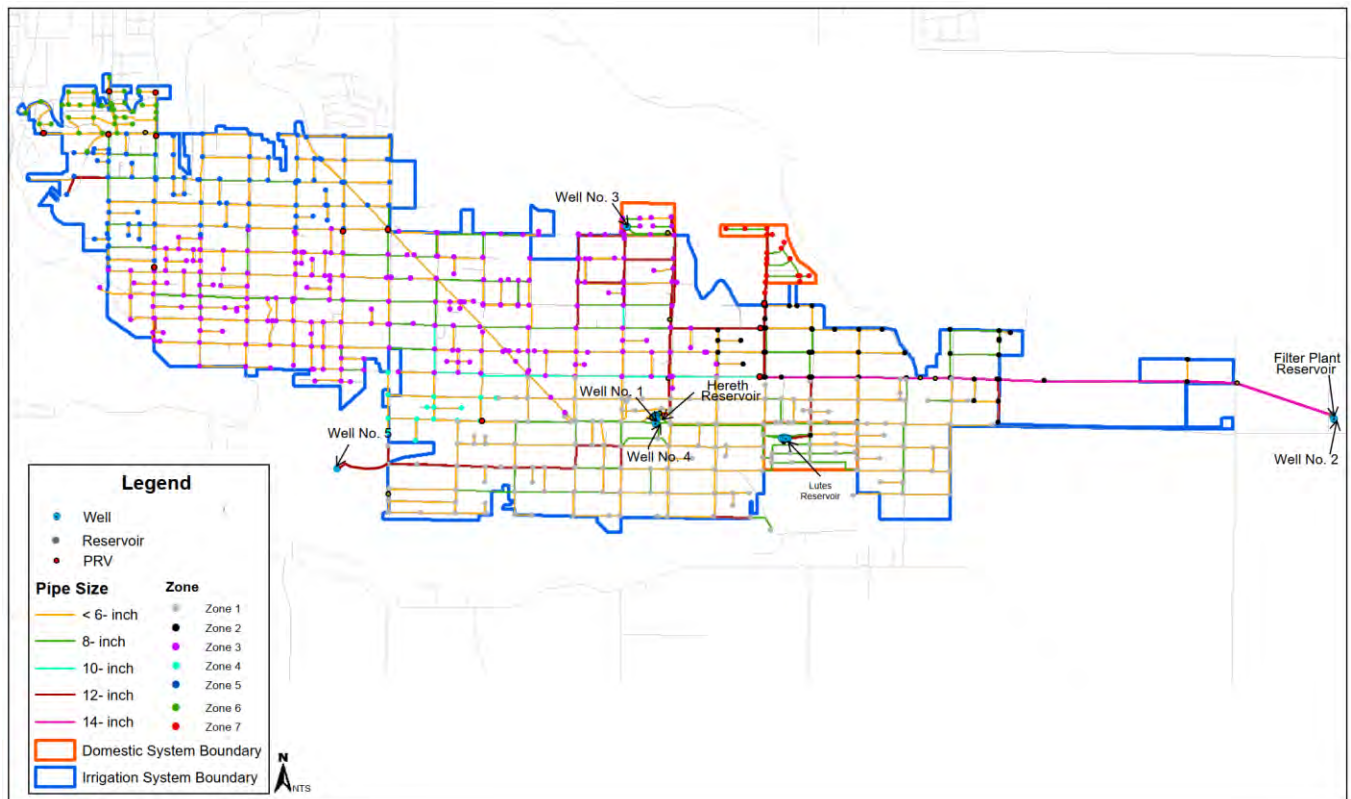 Well No. 3
Filter Plant
Reservoir
Well No. 1
Hereth
Reservoir
Well No. 5
Well No. 4
Well No. 2
Lutes
Reservoir
Legend
Well
Reservoir
PRV
Pipe Size
Zone
< 6- inch
8- inch
10- inch
12- inch
14- inch
Zone 1
Zone 2
Zone 3
Zone 4
Zone 5
Zone 6
Zone 7
Domestic System Boundary
Irrigation System Boundary
N
NTS